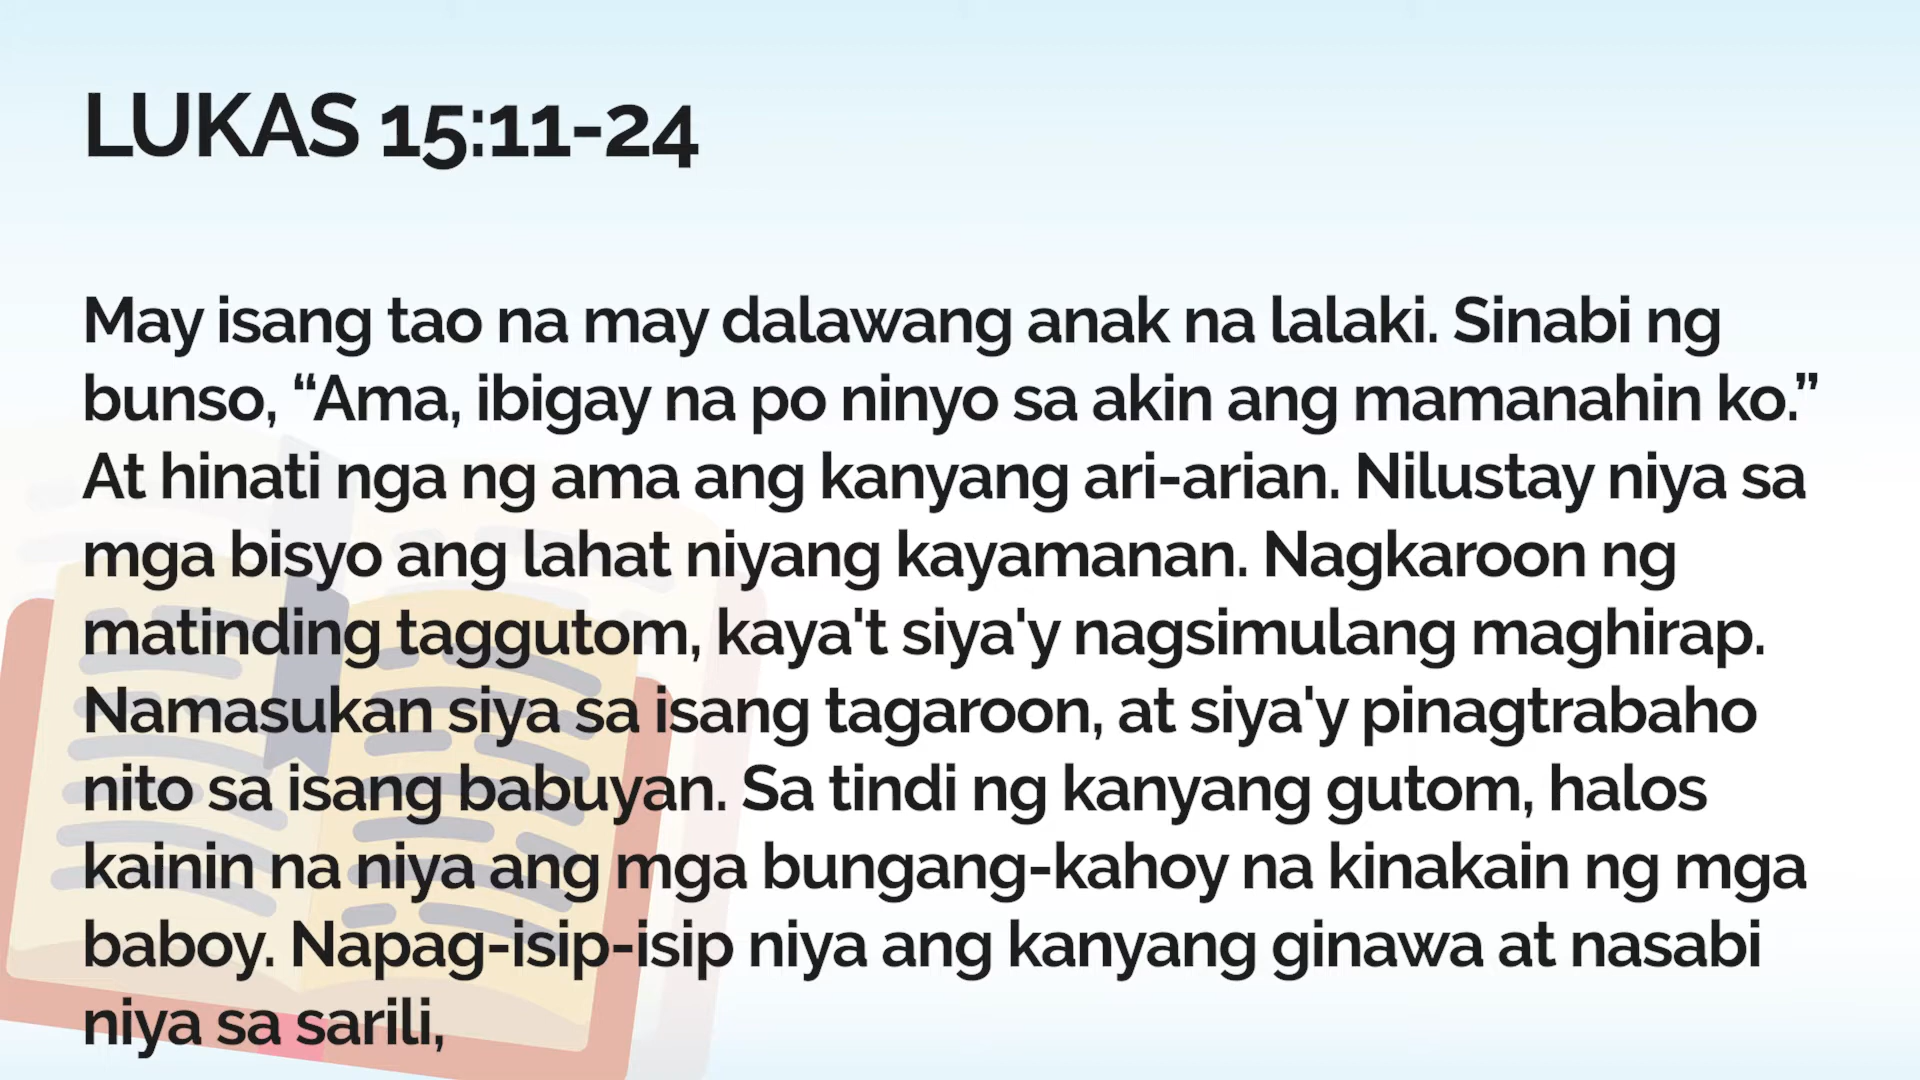 LUKAS 15:11-24
May isang tao na may dalawang anak na lalaki. Sinabi ng
bunso, “Ama, ibigay na po ninyo sa akin ang mamanahin ko.”
At hinati nga ng ama ang kanyang ari-arian. Nilustay niya sa
mga bisyo ang lahat niyang kayamanan. Nagkaroon ng
matinding taggutom, kaya't siya'y nagsimulang maghirap.
Namasukan siya sa isang tagaroon, at siya'y pinagtrabaho
nito sa isang babuyan. Sa tindi ng kanyang gutom, halos
kainin na niya ang mga bungang-kahoy na kinakain ng mga
baboy. Napag-isip-isip niya ang kanyang ginawa at nasabi
niya sa sarili,